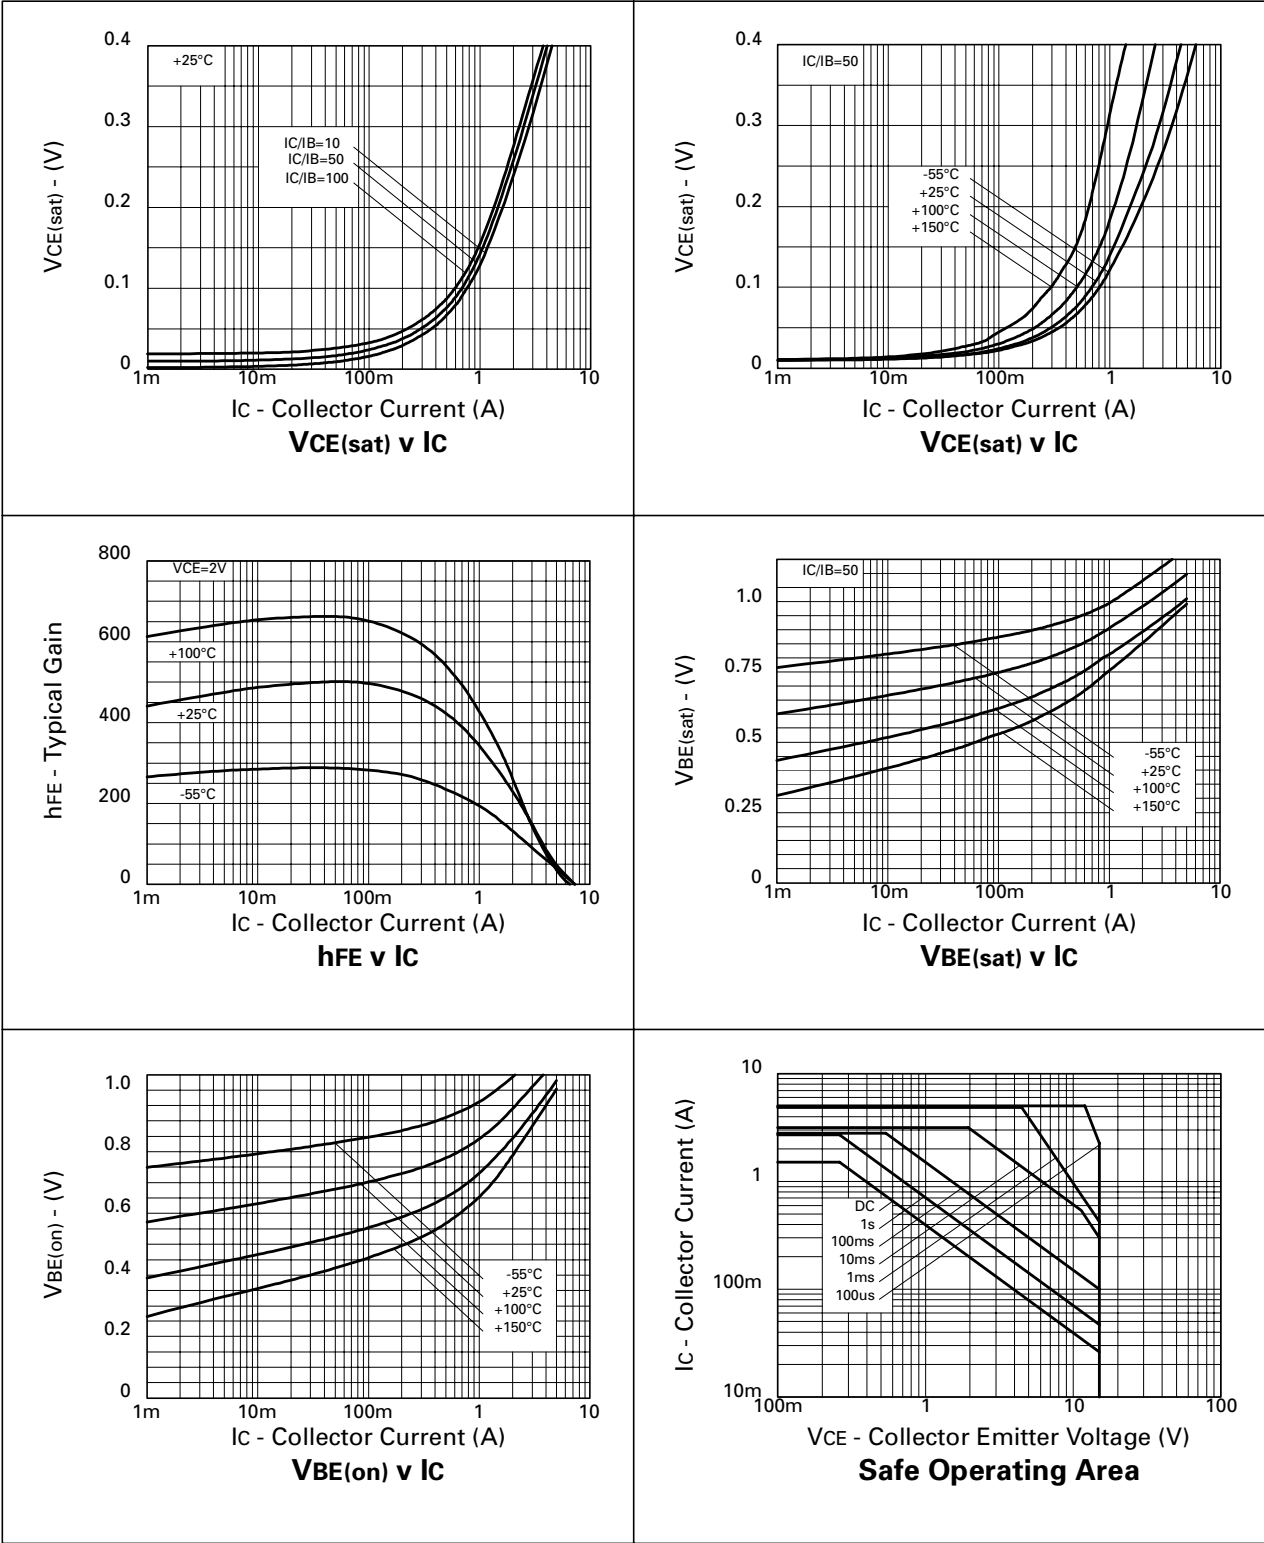 0.4
+25°C
0.3
IC/IB=10
IC/IB=50
IC/IB=100
0.2
0.1
0
1m 10m 100m 1 10
VCE(sat) - (V)
IC - Collector Current (A)
VCE(sat) v IC
0.4
IC/IB=50
0.3
-55°C
+25°C
+100°C
+150°C
0.2
0.1
0
1m 10m 100m 1 10
VCE(sat) - (V)
IC - Collector Current (A)
VCE(sat) v IC
800
VCE=2V
600
+100°C
400
+25°C
200
-55°C
0
1m 10m 100m 1 10
hFE - Typical Gain
IC - Collector Current (A)
hFE v IC
IC/IB=50
1.0
0.75
0.5
-55°C
+25°C
+100°C
+150°C
0.25
0
1m 10m 100m 1 10
VBE(sat) - (V)
IC - Collector Current (A)
VBE(sat) v IC
1.0
0.8
0.6
0.4
-55°C
+25°C
+100°C
+150°C
0.2
0
1m 10m 100m 1 10
VBE(on) - (V)
IC - Collector Current (A)
VBE(on) v IC
10
1
DC
1s
100ms
10ms
1ms
100us
100m
10m
100m 1 10 100
IC - Collector Current (A)
VCE - Collector Emitter Voltage (V)
Safe Operating Area